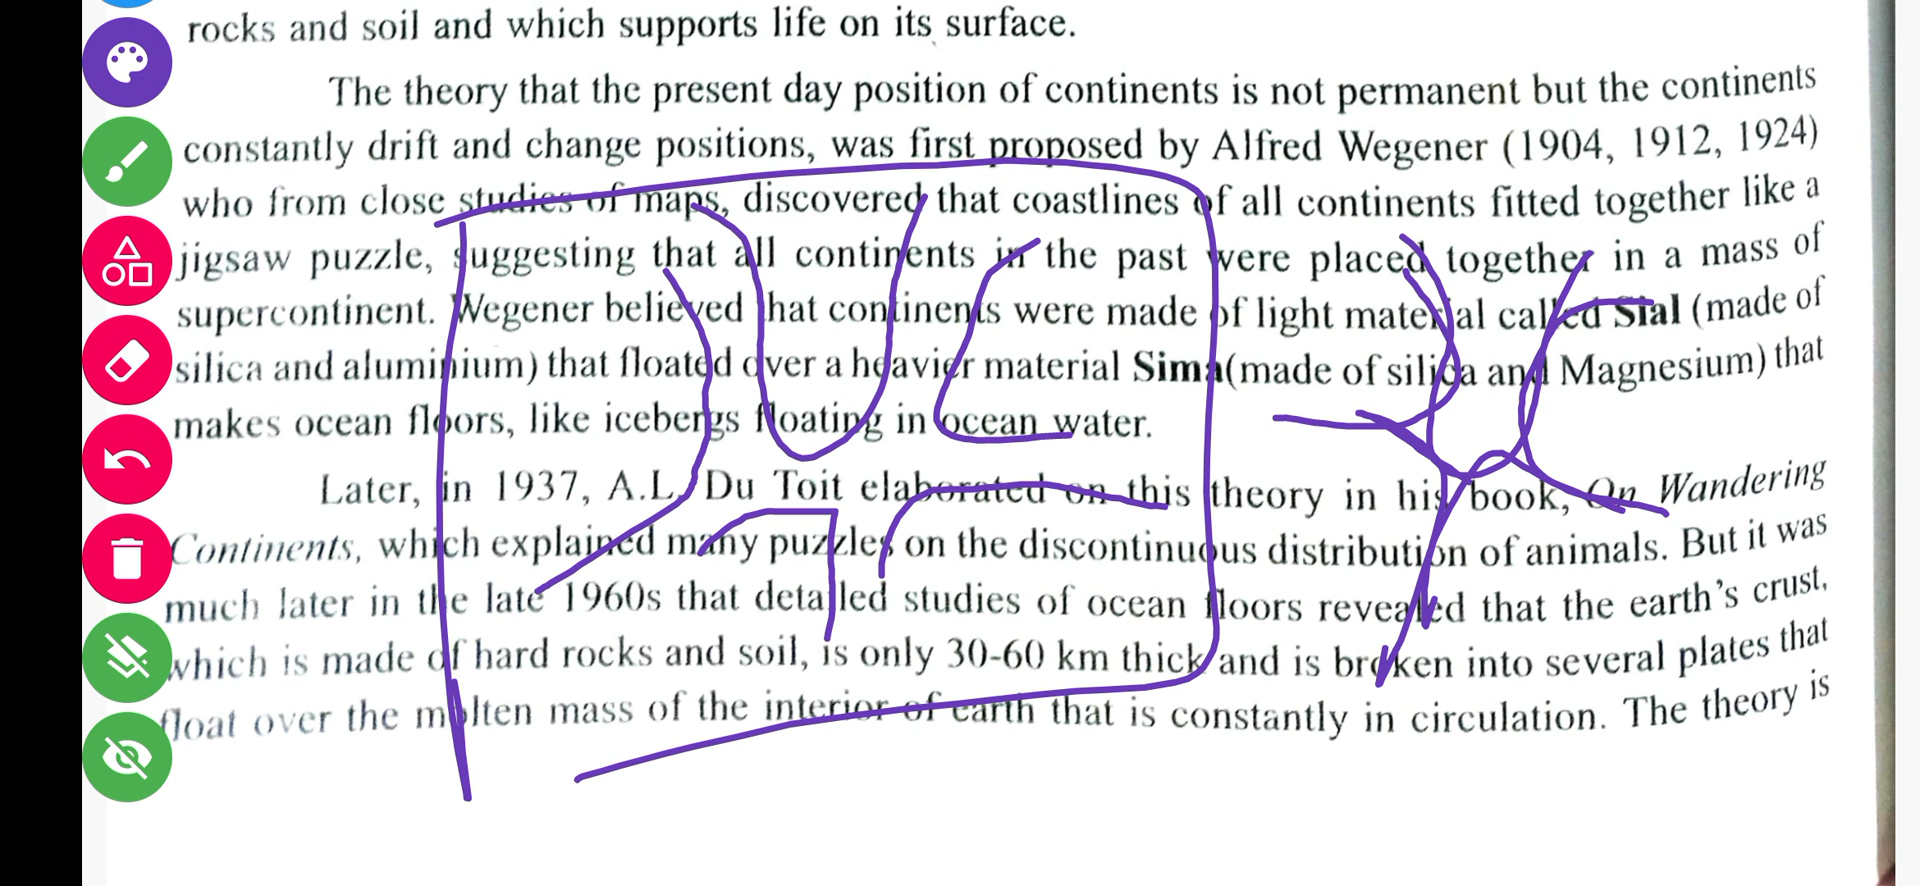 rocks and soil and which supports life on its surface.
The theory that the present day position of continents is not permanent but the continents
constantly drift and change positions, was first proposed by Alfred Wegener (1904, 1912, 1924)
who from close studies of maps, discovered that coastlines of all continents fitted together like a
jigsaw puzzle, suggesting that all continents in the past were placed together in a mass of
supercontinent. Wegener believed that continents were made of light material called Sial (made of
silica and aluminium) that floated over a heavier material Sima(made of silica and Magnesium) that
makes ocean floors, like icebergs floating in ocean water.
Later, in 1937, A.L. Du Toit elaborated on this theory in his book, On Wandering
Continents, which explained many puzzles on the discontinuous distribution of animals. But it was
much later in the late 1960s that detailed studies of ocean floors revealed that the earth's crust,
which is made of hard rocks and soil, is only 30-60 km thick and is broken into several plates that
float over the molten mass of the interior of earth that is constantly in circulation. The theory is